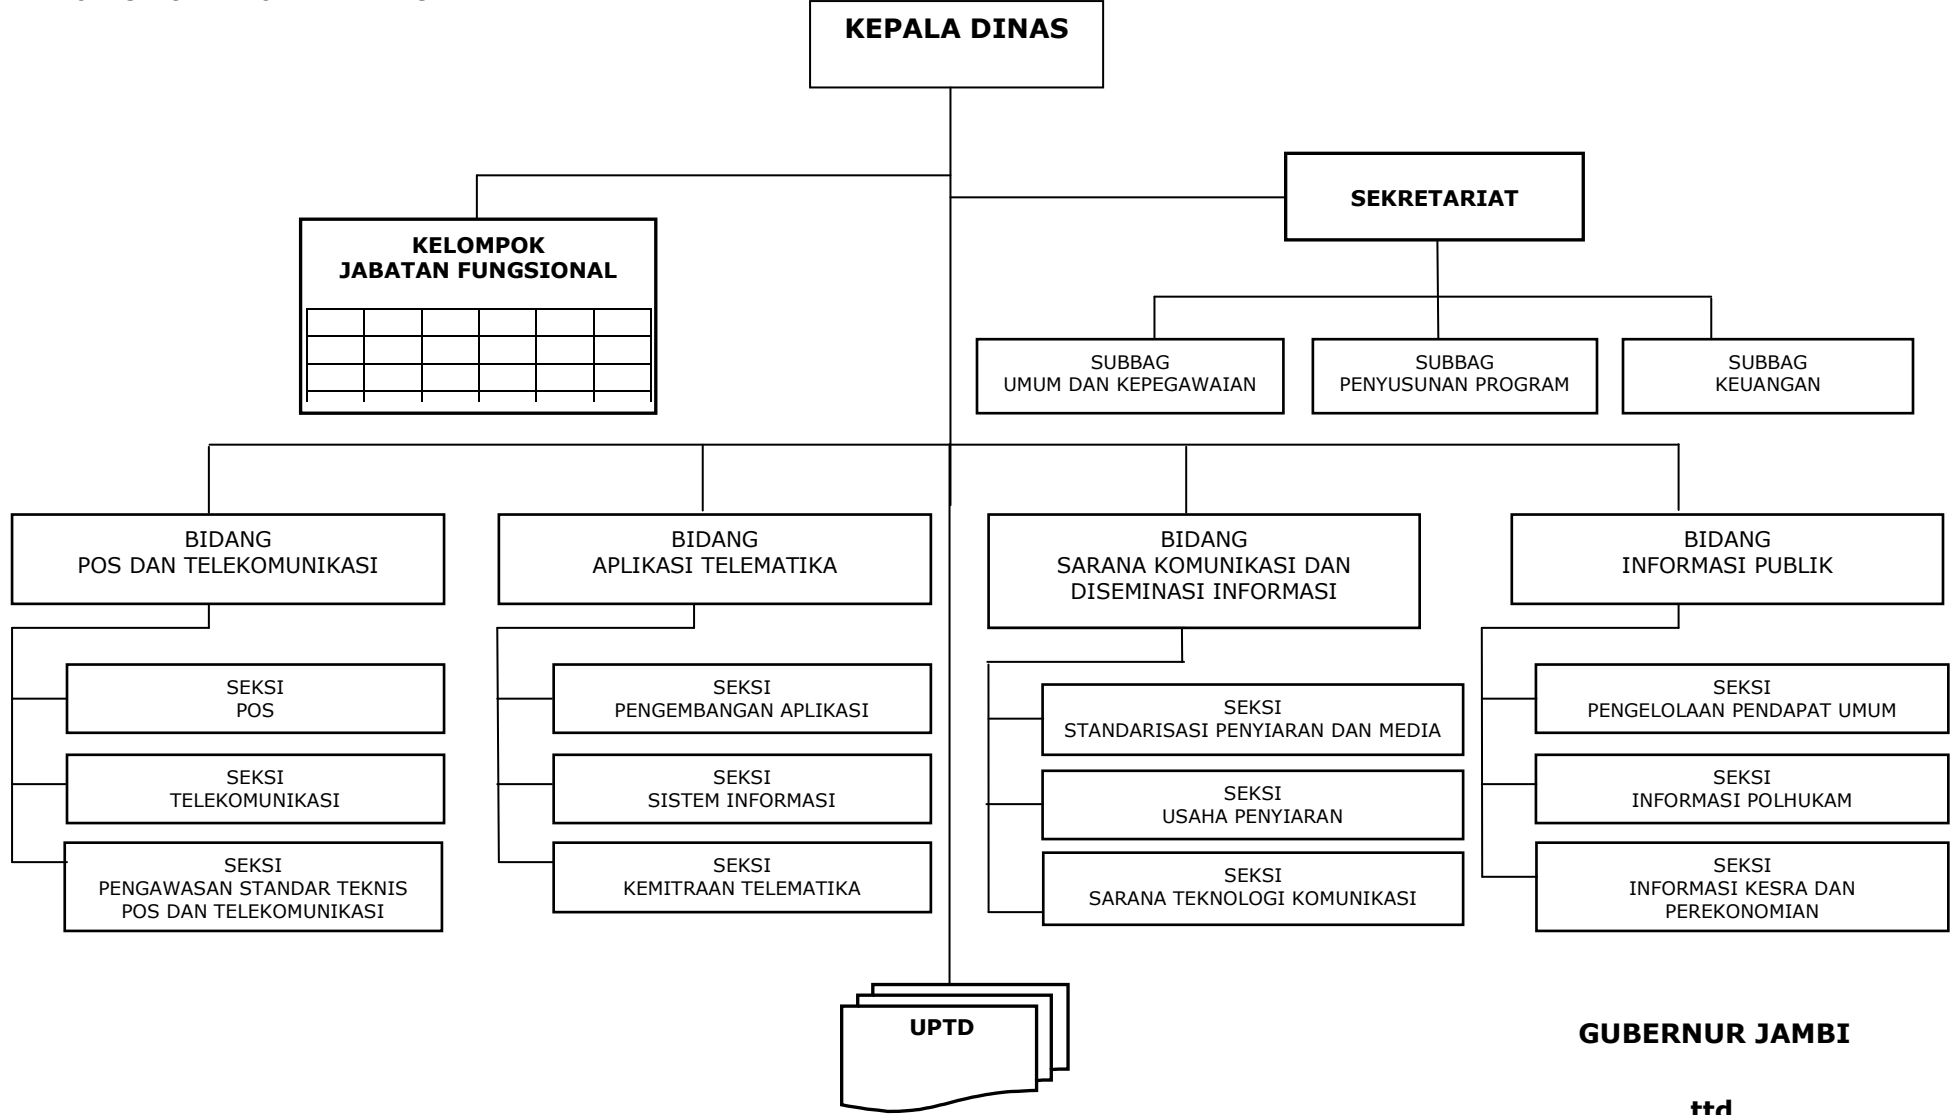 KEPALA DINAS
SEKRETARIAT
KELOMPOK
JABATAN FUNGSIONAL
SUBBAG
UMUM DAN KEPEGAWAIAN
SUBBAG
PENYUSUNAN PROGRAM
SUBBAG
KEUANGAN
BIDANG
POS DAN TELEKOMUNIKASI
BIDANG
APLIKASI TELEMATIKA
BIDANG
SARANA KOMUNIKASI DAN
DISEMINASI INFORMASI
BIDANG
INFORMASI PUBLIK
SEKSI
POS
SEKSI
TELEKOMUNIKASI
SEKSI
PENGAWASAN STANDAR TEKNIS
POS DAN TELEKOMUNIKASI
SEKSI
PENGEMBANGAN APLIKASI
SEKSI
SISTEM INFORMASI
SEKSI
KEMITRAAN TELEMATIKA
SEKSI
STANDARISASI PENYIARAN DAN MEDIA
SEKSI
USAHA PENYIARAN
SEKSI
SARANA TEKNOLOGI KOMUNIKASI
SEKSI
PENGELOLAAN PENDAPAT UMUM
SEKSI
INFORMASI POLHUKAM
SEKSI
INFORMASI KESRA DAN
PEREKONOMIAN
UPTD
GUBERNUR JAMBI
ttd